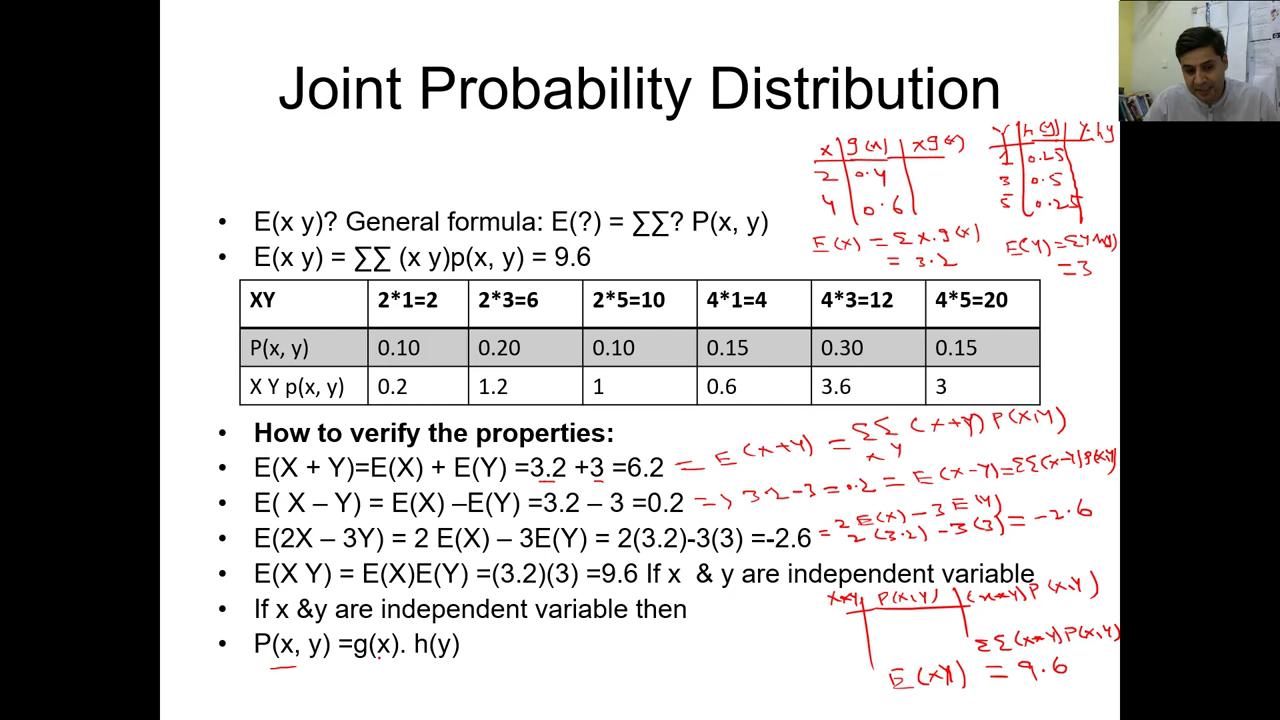 Joint Probability Distribution
x g(x) xg(x)
2 0.4
4 0.6
E(x) = Σx.g(x)
= 3.2
Y h(y) y.hy
1 0.25
3 0.5
5 0.25
E(Y)=ΣYh(y)
=3
• E(x y)? General formula: E(?) = ∑∑? P(x, y)
• E(x y) = ∑∑ (x y)p(x, y) = 9.6
XY 2*1=2 2*3=6 2*5=10 4*1=4 4*3=12 4*5=20
P(x, y) 0.10 0.20 0.10 0.15 0.30 0.15
X Y p(x, y) 0.2 1.2 1 0.6 3.6 3
• How to verify the properties:
• E(X + Y)=E(X) + E(Y) =3.2 +3 =6.2 = E(x+y) = ΣΣ (x+y) P(x,y)
x y
• E( X – Y) = E(X) –E(Y) =3.2 – 3 =0.2 => 3.2-3=0.2 = E(x-y)=ΣΣ(x-y)P(x,y)
• E(2X – 3Y) = 2 E(X) – 3E(Y) = 2(3.2)-3(3) =-2.6 = 2E(x) - 3E(y)
2(3.2) -3(3) = -2.6
• E(X Y) = E(X)E(Y) =(3.2)(3) =9.6 If x & y are independent variable
• If x &y are independent variable then
• P(x, y) =g(x). h(y)
x*y P(x,y) (x*y)P(x,y)
ΣΣ(x*y)P(x,y)
E(xy) = 9.6